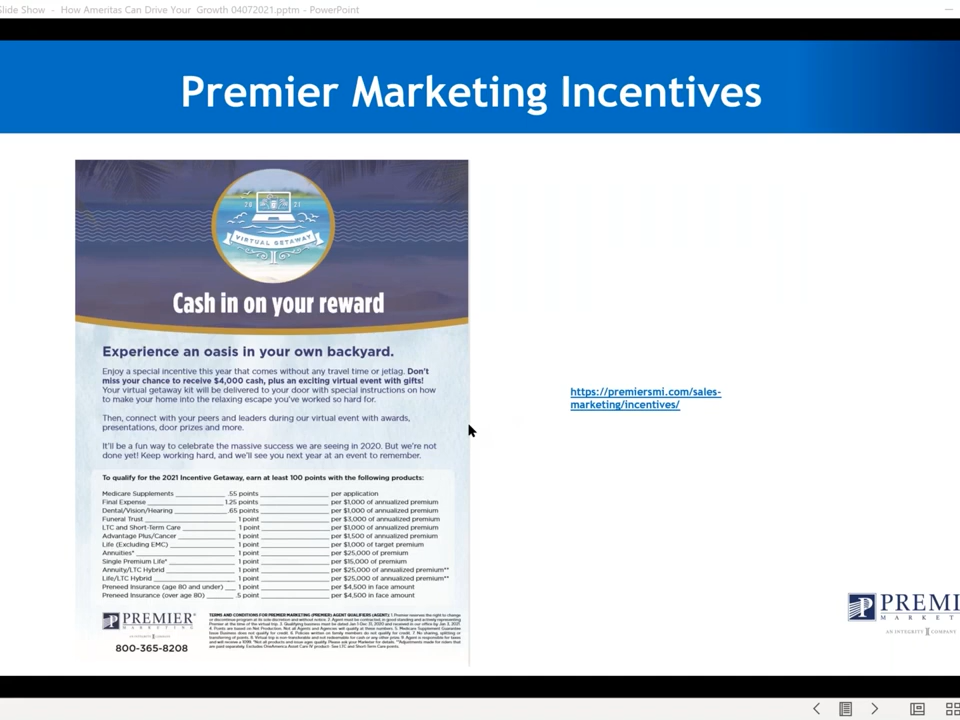 Slide Show - How Ameritas Can Drive Your Growth 04072021.pptm - PowerPoint
Premier Marketing Incentives
20 21
VIRTUAL GETAWAY
Cash in on your reward
Experience an oasis in your own backyard.
Enjoy a special incentive this year that comes without any travel time or jetlag. Don't
miss your chance to receive $4,000 cash, plus an exciting virtual event with gifts!
Your virtual getaway kit will be delivered to your door with special instructions on how
to make your home into the relaxing escape you've worked so hard for.
Then, connect with your peers and leaders during our virtual event with awards,
presentations, door prizes and more.
It'll be a fun way to celebrate the massive success we are seeing in 2020. But we're not
done yet! Keep working hard, and we'll see you next year at an event to remember.
To qualify for the 2021 Incentive Getaway, earn at least 100 points with the following products:
Medicare Supplements .55 points per application
Final Expense 1.25 points per $1,000 of annualized premium
Dental/Vision/Hearing .65 points per $1,000 of annualized premium
Funeral Trust 1 point per $3,000 of annualized premium
LTC and Short-Term Care 1 point per $1,000 of annualized premium
Advantage Plus/Cancer 1 point per $1,500 of annualized premium
Life (Excluding EMC) 1 point per $1,000 of target premium
Annuities* 1 point per $25,000 of premium
Single Premium Life* 1 point per $15,000 of premium
Annuity/LTC Hybrid 1 point per $25,000 of annualized premium**
Life/LTC Hybrid 1 point per $25,000 of annualized premium**
Preneed Insurance (age 80 and under) 1 point per $4,500 in face amount
Preneed Insurance (over age 80) .5 point per $4,500 in face amount
PREMIER
MARKETING
AN INTEGRITY COMPANY
800-365-8208
TERMS AND CONDITIONS FOR PREMIER MARKETING (PREMIER) AGENT QUALIFIERS (AGENT):
https://premiersmi.com/sales-
marketing/incentives/
PREMI
MARKET
AN INTEGRITY COMPANY